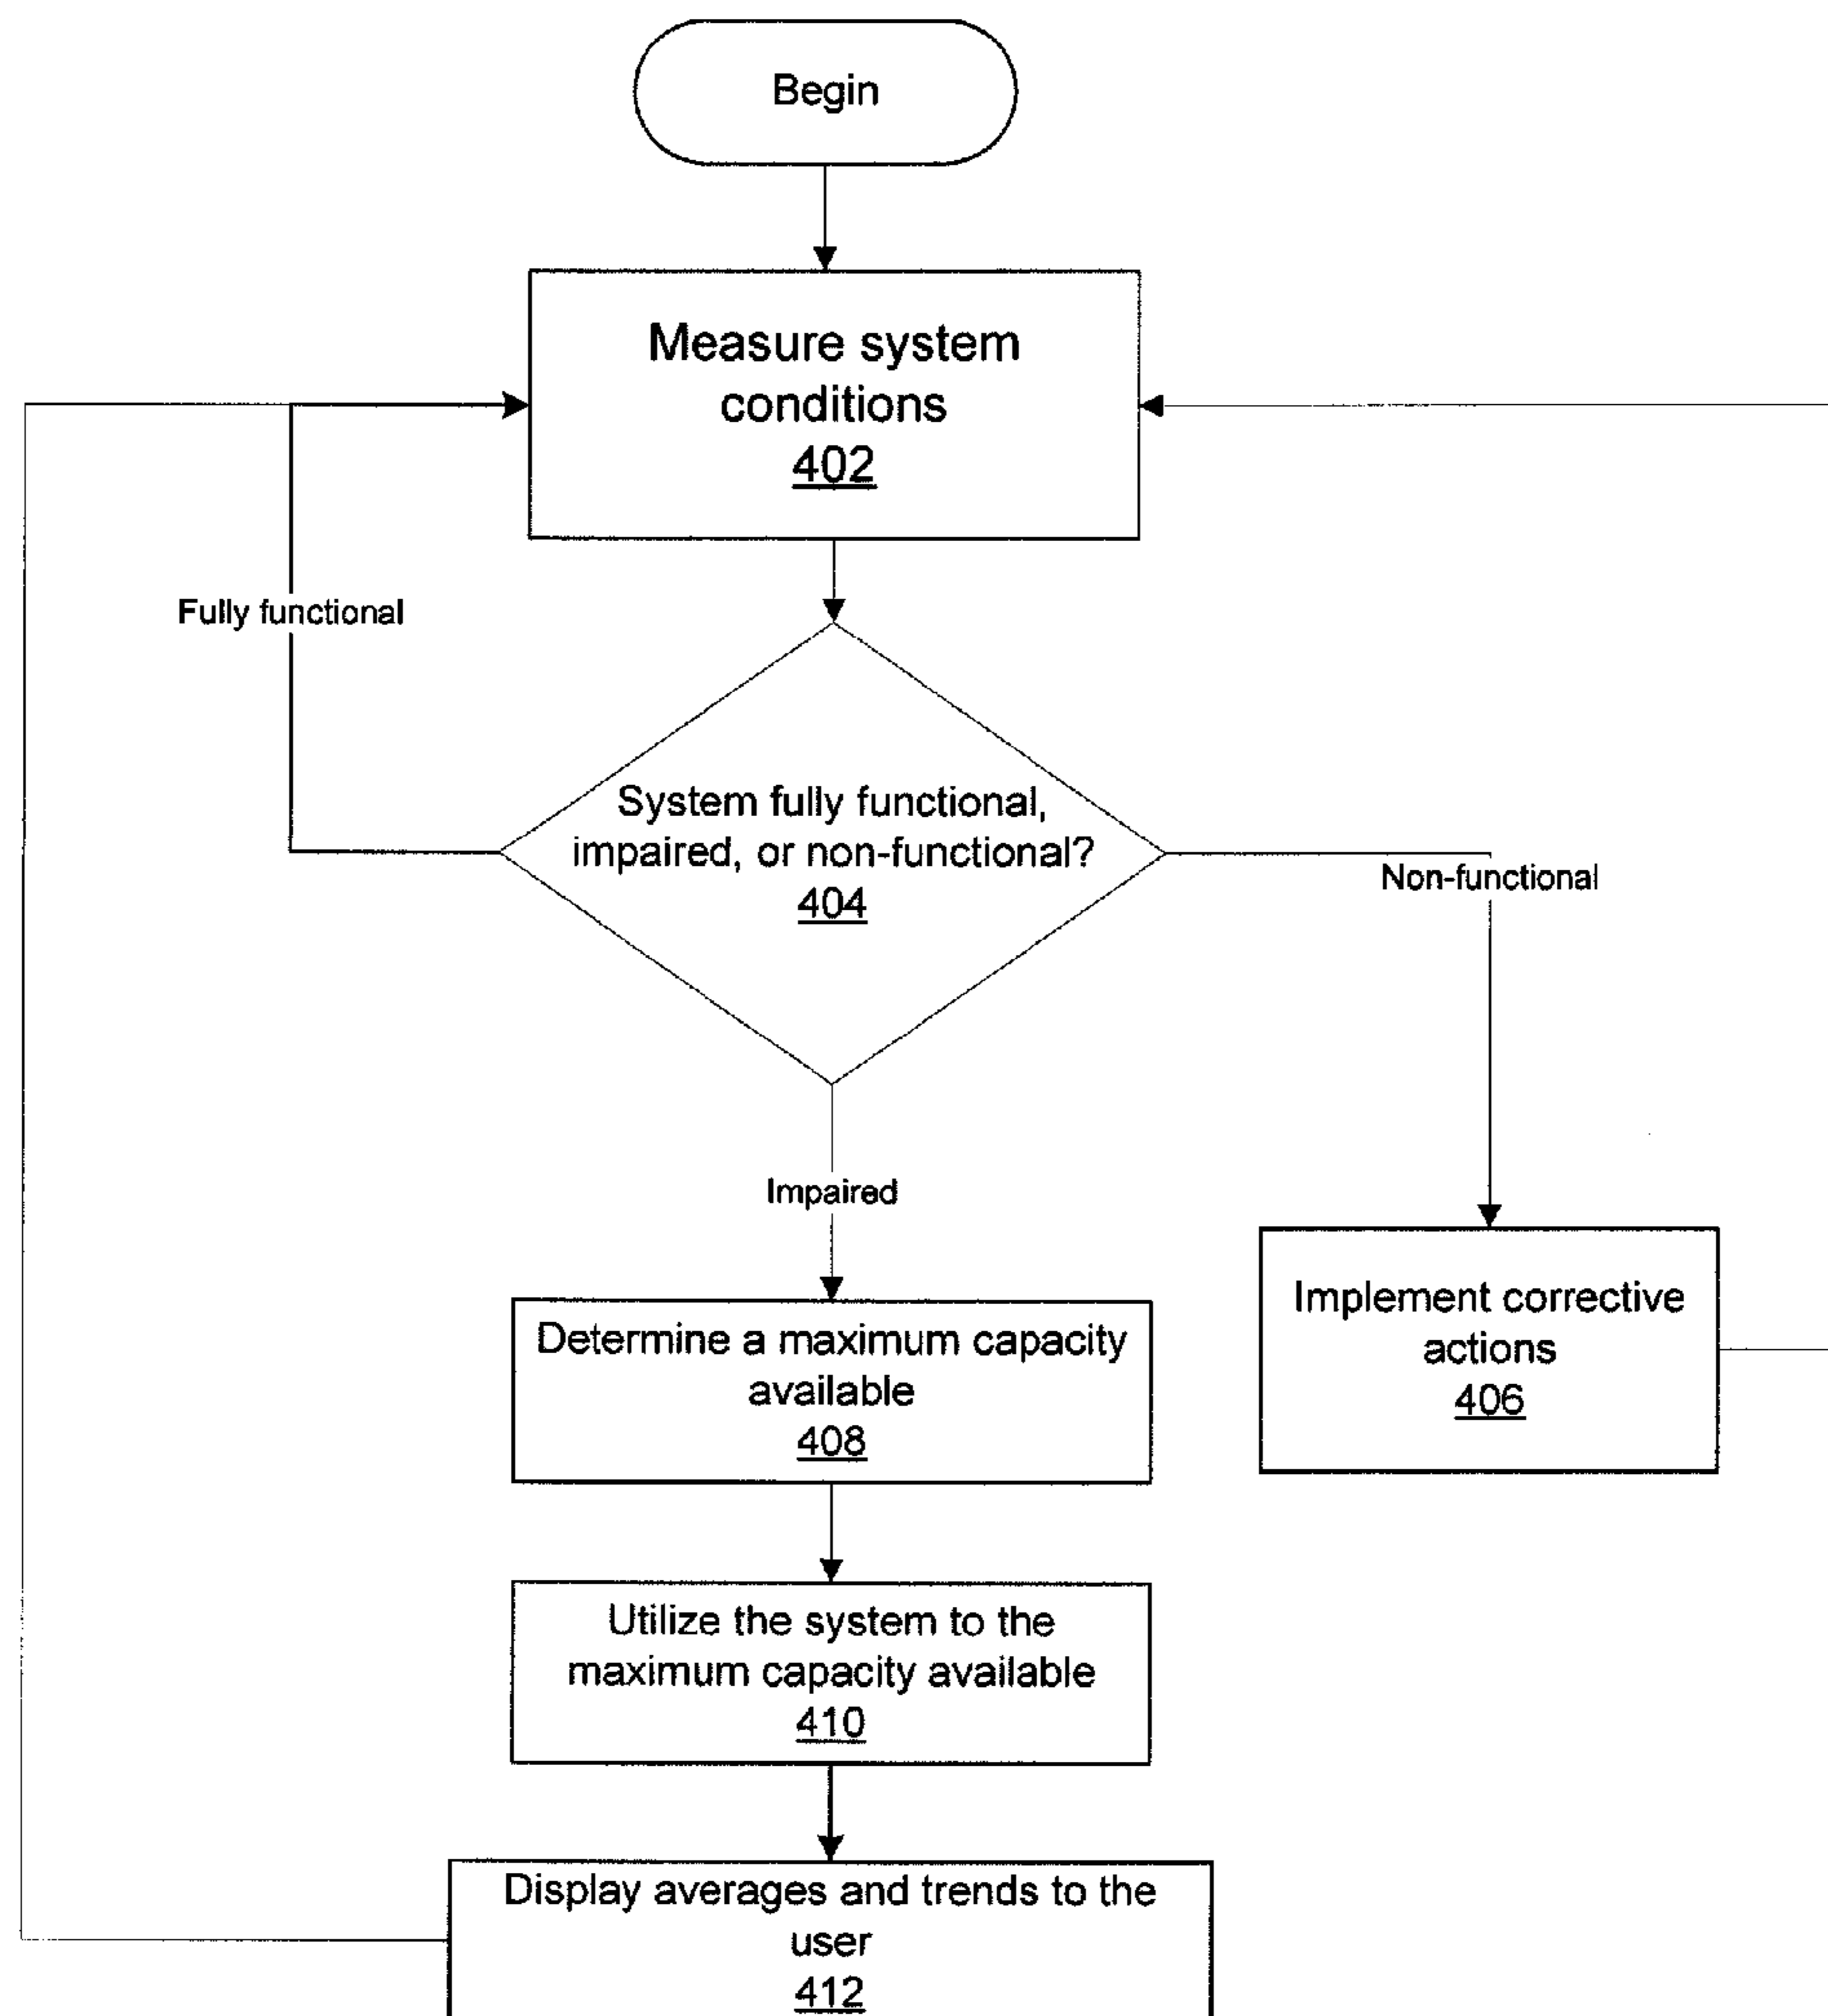 Begin
Measure system
conditions
402
Fully functional
System fully functional,
impaired, or non-functional?
404
Non-functional
Impaired
Implement corrective
actions
406
Determine a maximum capacity
available
408
Utilize the system to the
maximum capacity available
410
Display averages and trends to the
user
412